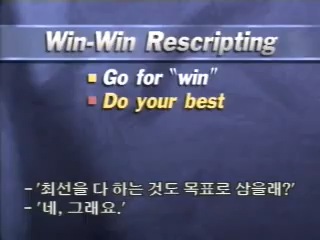 Win-Win Rescripting
Go for "win"
Do your best
- '최선을 다 하는 것도 목표로 삼을래?'
- '네, 그래요.'